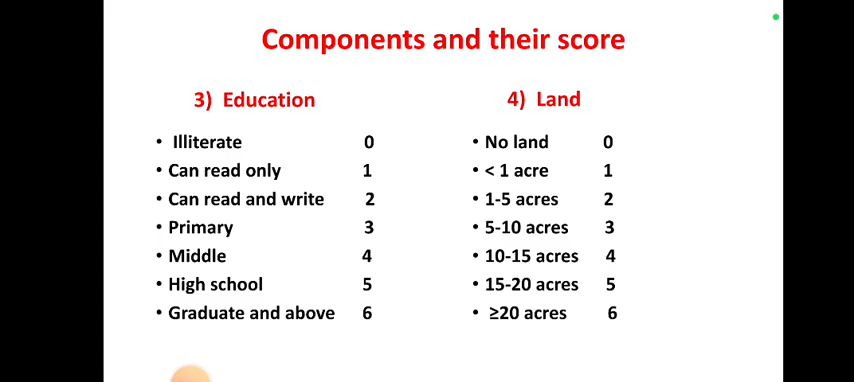 Components and their score
3) Education
• Illiterate 0
• Can read only 1
• Can read and write 2
• Primary 3
• Middle 4
• High school 5
• Graduate and above 6
4) Land
• No land 0
• < 1 acre 1
• 1-5 acres 2
• 5-10 acres 3
• 10-15 acres 4
• 15-20 acres 5
• ≥20 acres 6